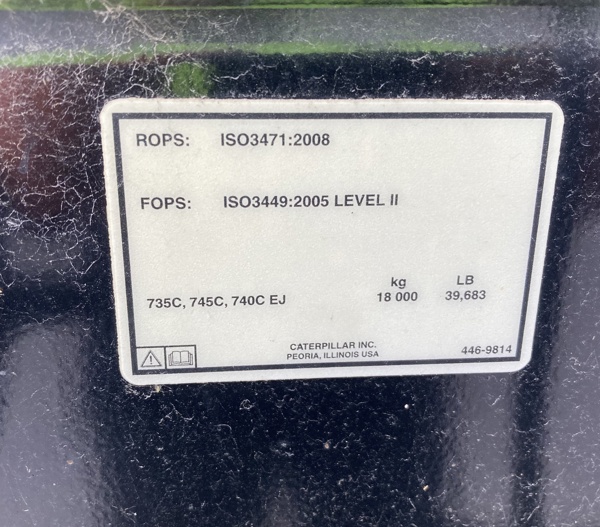 ROPS: ISO3471:2008
FOPS: ISO3449:2005 LEVEL II
kg LB
735C, 745C, 740C EJ 18 000 39,683
CATERPILLAR INC.
PEORIA, ILLINOIS USA 446-9814